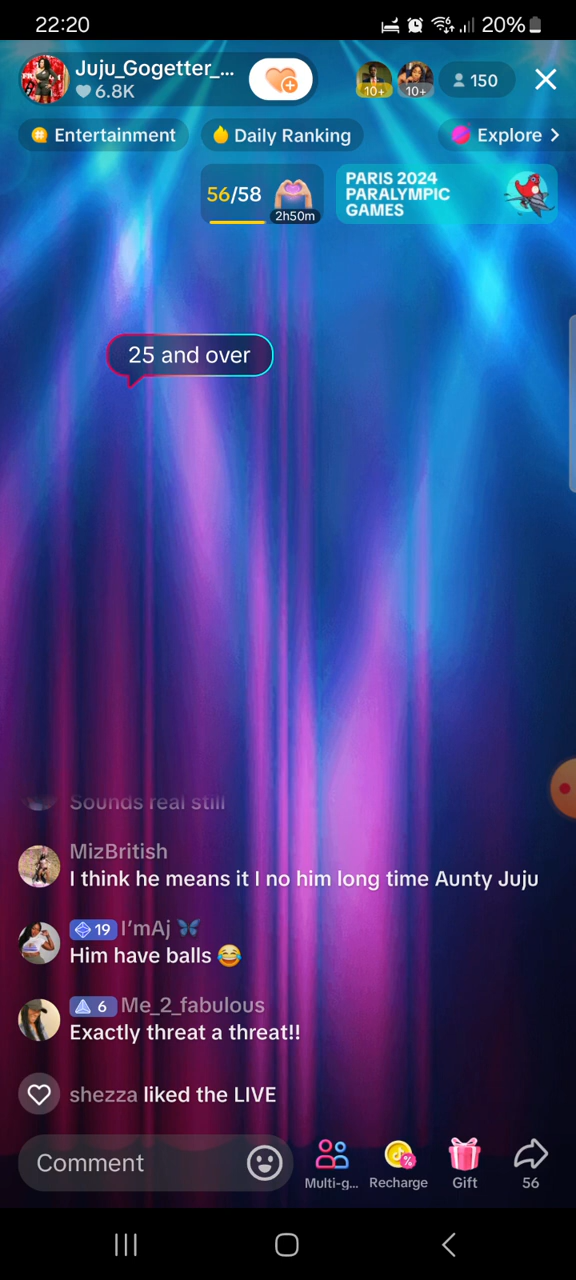 22:20
20%
Juju_Gogetter_...
6.8K
10+
10+
150
Entertainment
Daily Ranking
Explore >
56/58
2h50m
PARIS 2024
PARALYMPIC
GAMES
25 and over
Sounds real still
MizBritish
I think he means it I no him long time Aunty Juju
19 I'mAj 🦋
Him have balls 😂
6 Me_2_fabulous
Exactly threat a threat!!
shezza liked the LIVE
Comment
Multi-g...
Recharge
Gift
56